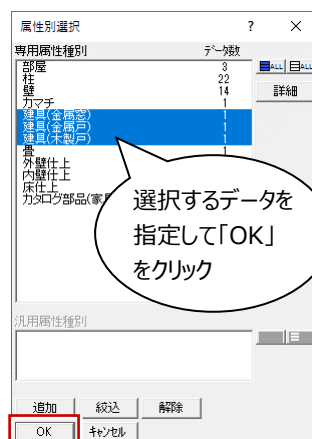 属性別選択 ? ×
専用属性種別 データ数
部屋 3
柱 22
壁 14
カマチ 1
建具(金属窓) 1
建具(金属戸) 1
建具(木製戸) 1
畳 1
外壁仕上
内壁仕上
床仕上
カタログ部品(家
ALL ALL
詳細
選択するデータを
指定して「OK」
をクリック
汎用属性種別
追加 絞込 解除
OK キャンセル